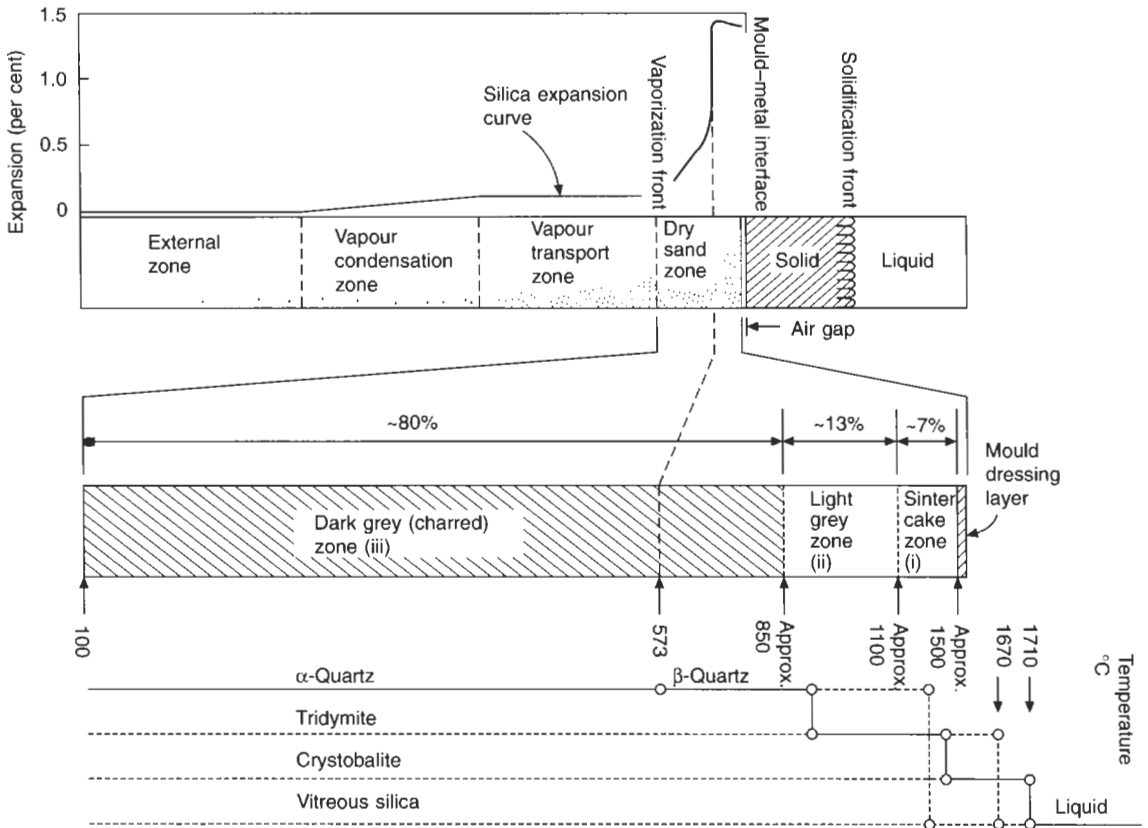 1.5
1.0
0.5
0
Expansion (per cent)
Silica expansion
curve
Vaporization front
Mould–metal interface
Solidification front
External
zone
Vapour
condensation
zone
Vapour
transport
zone
Dry
sand
zone
Solid
Liquid
Air gap
~80%
~13%
~7%
Mould
dressing
layer
Dark grey (charred)
zone (iii)
Light
grey
zone
(ii)
Sinter
cake
zone
(i)
100
573
Approx.
850
Approx.
1100
Approx.
1500
1670
1710
Temperature
°C
α-Quartz
β-Quartz
Tridymite
Crystobalite
Vitreous silica
Liquid